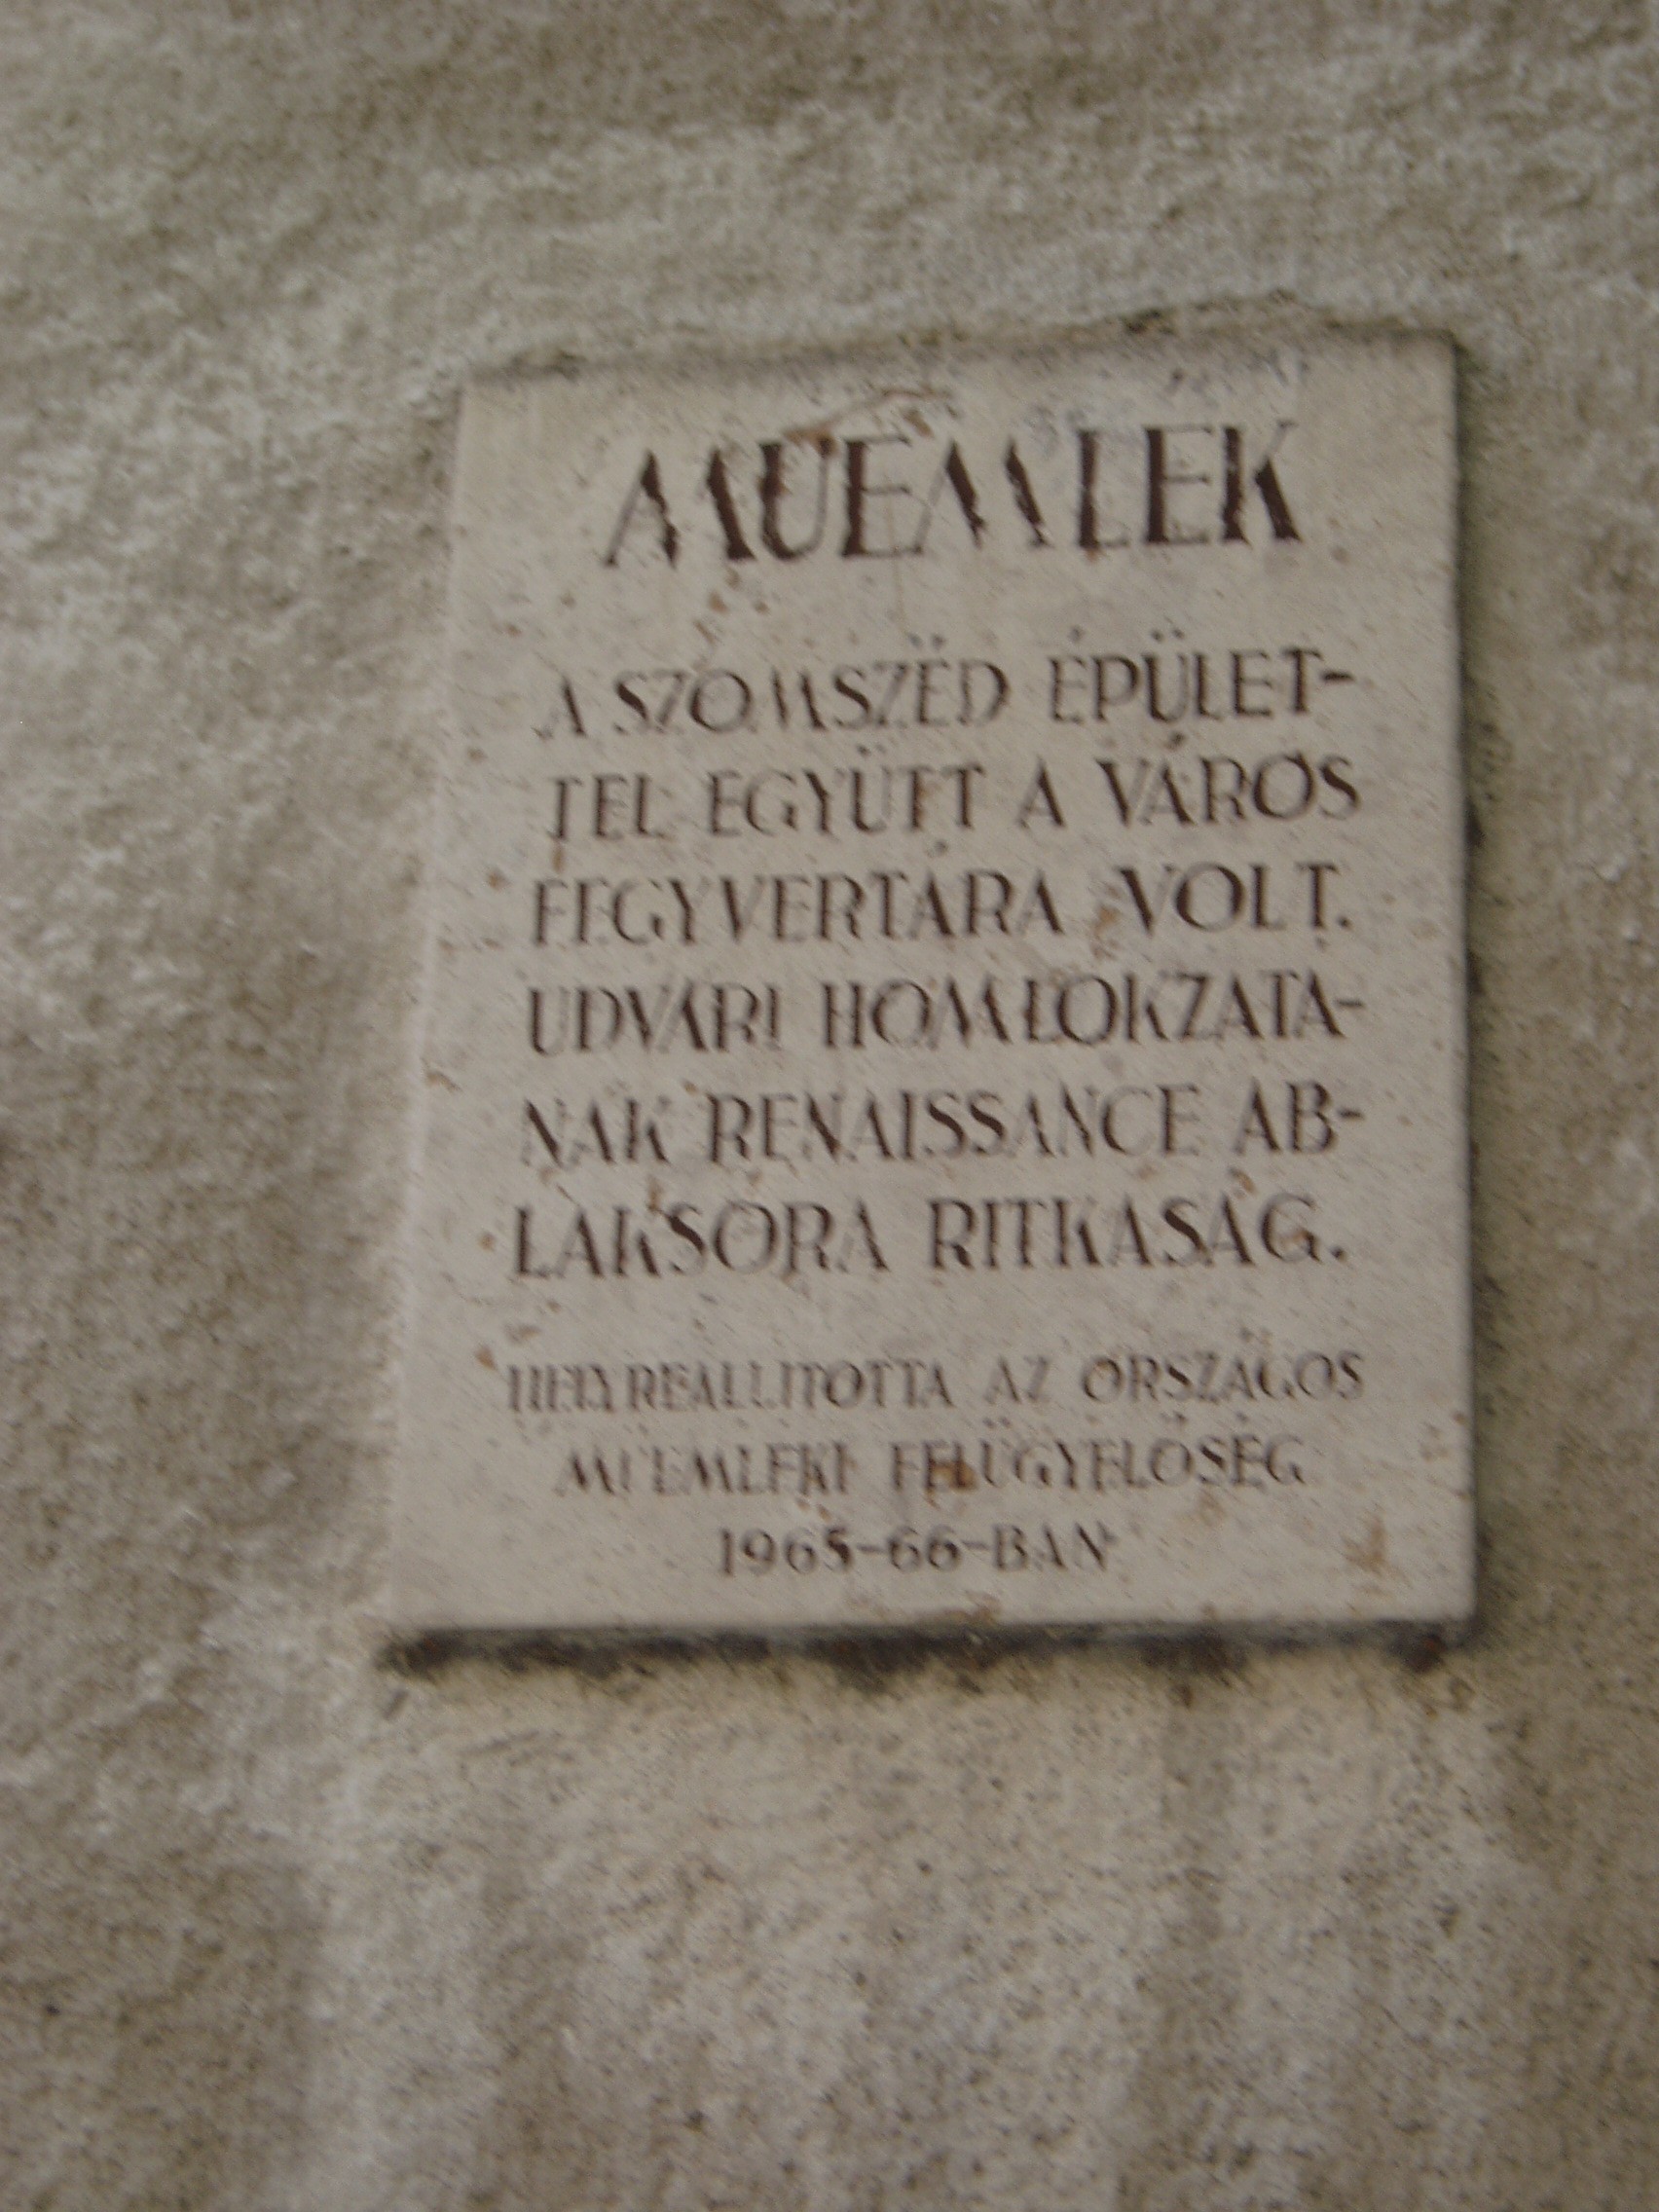 MŰEMLÉK
A SZOMSZÉD ÉPÜLET-
TEL EGYÜTT A VÁROS
FEGYVERTÁRA VOLT.
UDVARI HOMLOKZATÁ-
NAK RENAISSANCE AB-
LAKSORA RITKASÁG.
HELYREÁLLÍTOTTA AZ ORSZÁGOS
MŰEMLÉKI FELÜGYELŐSÉG
1965-66-BAN